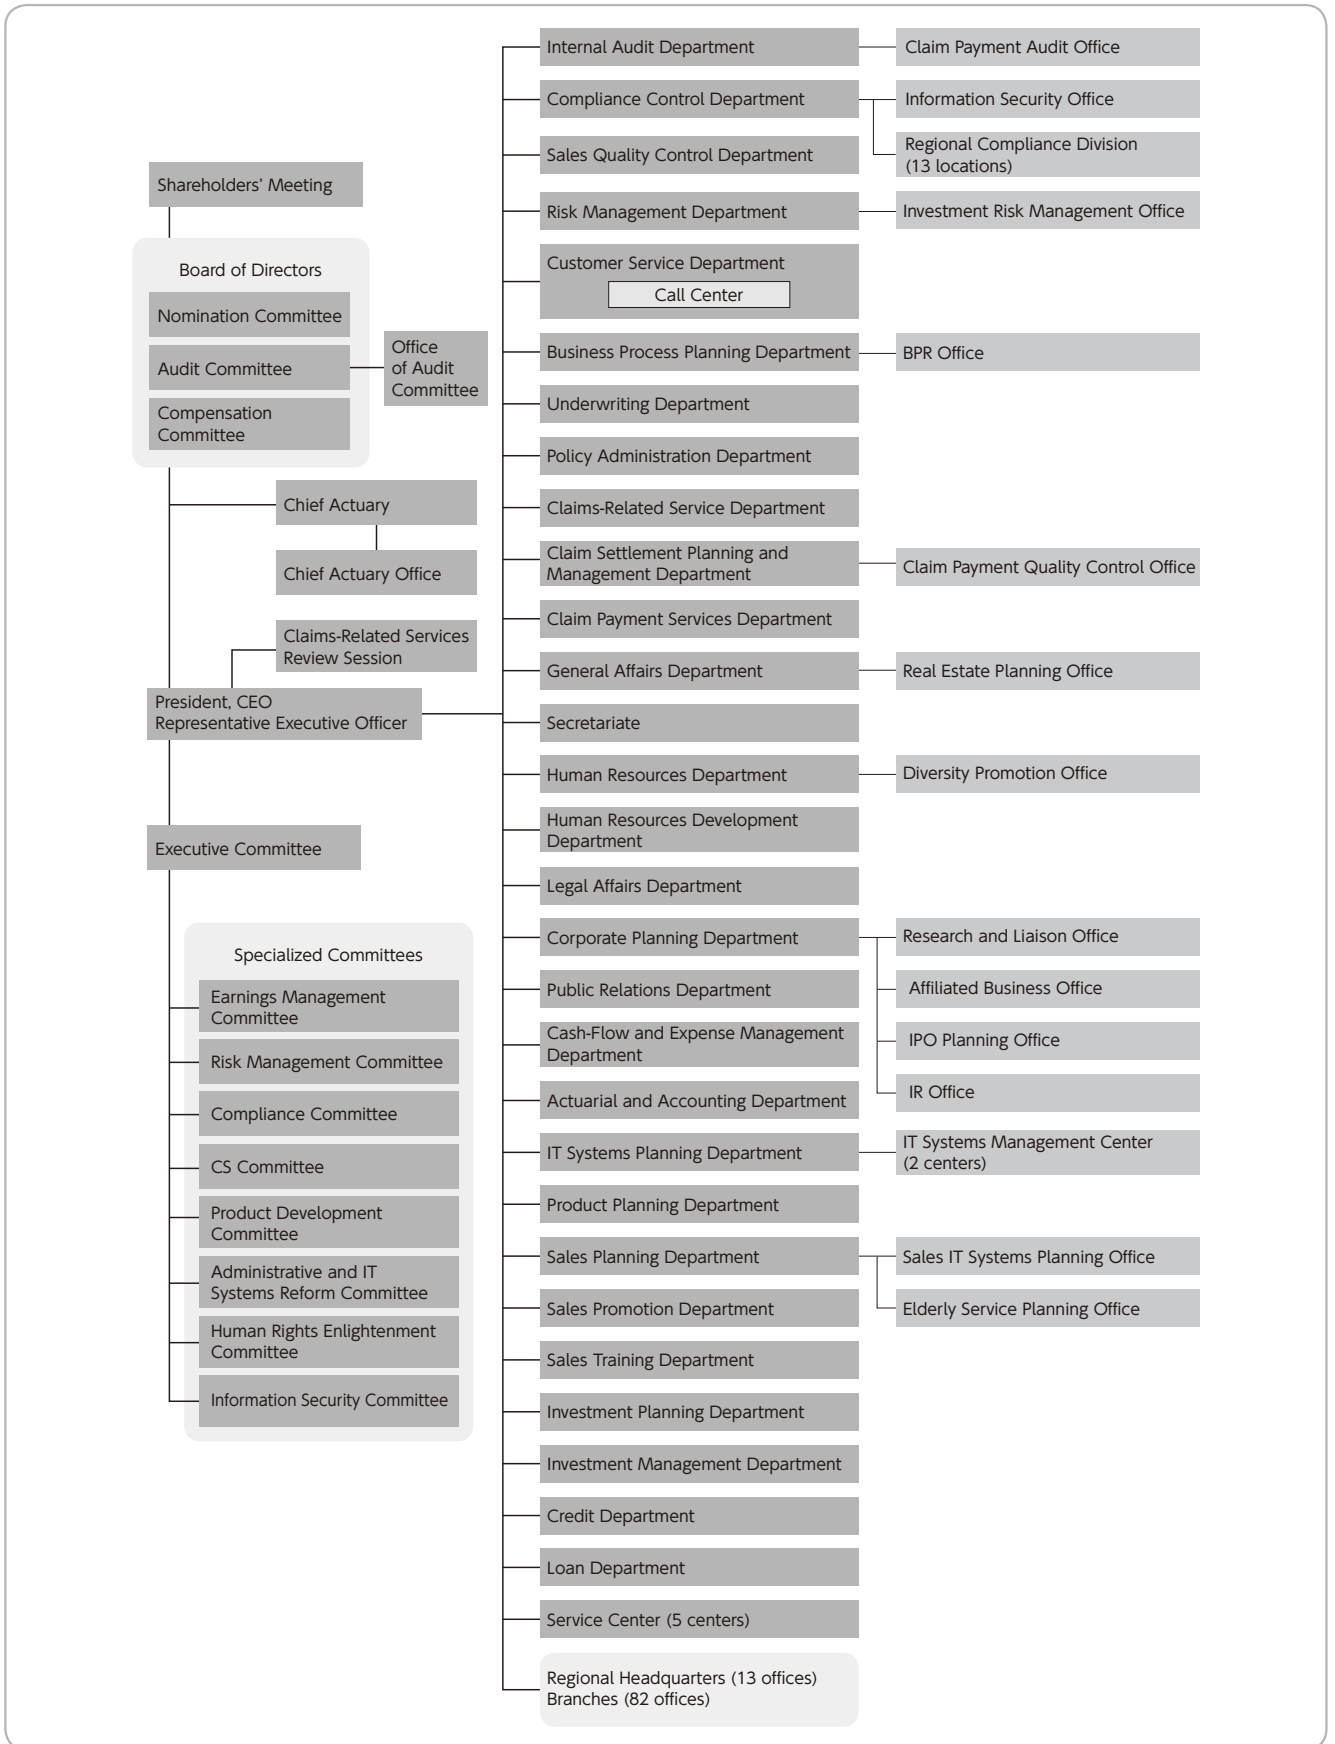 Shareholders’ Meeting
Board of Directors
Nomination Committee
Audit Committee
Compensation
Committee
Office
of Audit
Committee
Chief Actuary
Chief Actuary Office
Claims-Related Services
Review Session
President, CEO
Representative Executive Officer
Executive Committee
Specialized Committees
Earnings Management
Committee
Risk Management Committee
Compliance Committee
CS Committee
Product Development
Committee
Administrative and IT
Systems Reform Committee
Human Rights Enlightenment
Committee
Information Security Committee
Internal Audit Department
Claim Payment Audit Office
Compliance Control Department
Information Security Office
Regional Compliance Division
(13 locations)
Sales Quality Control Department
Risk Management Department
Investment Risk Management Office
Customer Service Department
Call Center
Business Process Planning Department
BPR Office
Underwriting Department
Policy Administration Department
Claims-Related Service Department
Claim Settlement Planning and
Management Department
Claim Payment Quality Control Office
Claim Payment Services Department
General Affairs Department
Real Estate Planning Office
Secretariate
Human Resources Department
Diversity Promotion Office
Human Resources Development
Department
Legal Affairs Department
Corporate Planning Department
Research and Liaison Office
Affiliated Business Office
IPO Planning Office
IR Office
Public Relations Department
Cash-Flow and Expense Management
Department
Actuarial and Accounting Department
IT Systems Planning Department
IT Systems Management Center
(2 centers)
Product Planning Department
Sales Planning Department
Sales IT Systems Planning Office
Elderly Service Planning Office
Sales Promotion Department
Sales Training Department
Investment Planning Department
Investment Management Department
Credit Department
Loan Department
Service Center (5 centers)
Regional Headquarters (13 offices)
Branches (82 offices)